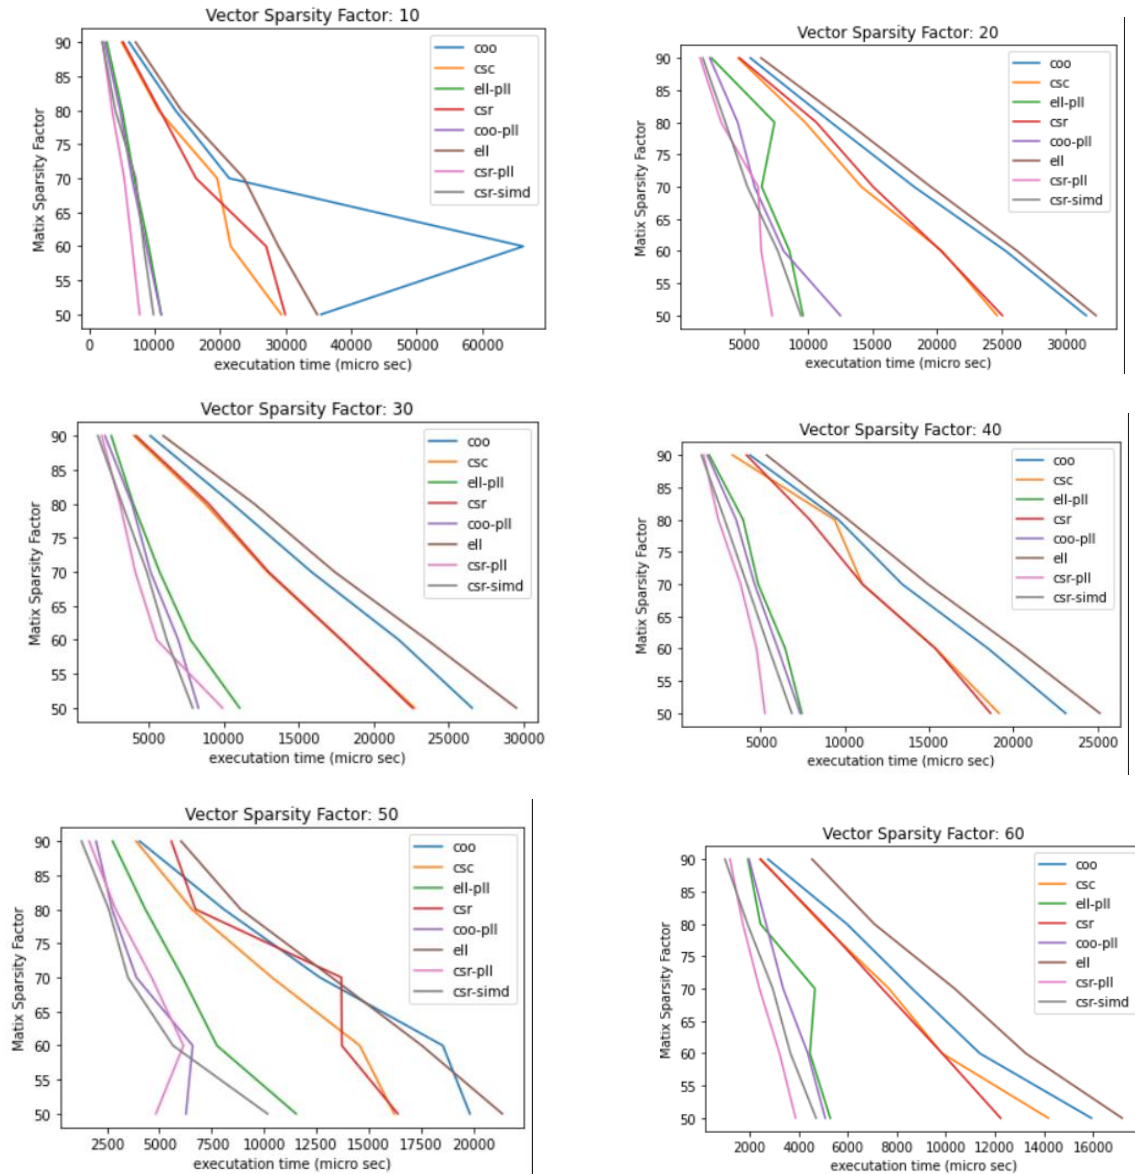 Vector Sparsity Factor: 10
90
85
80
75
70
65
60
55
50
Matix Sparsity Factor
coo
csc
ell-pll
csr
coo-pll
ell
csr-pll
csr-simd
0 10000 20000 30000 40000 50000 60000
executation time (micro sec)
Vector Sparsity Factor: 20
90
85
80
75
70
65
60
55
50
Matix Sparsity Factor
coo
csc
ell-pll
csr
coo-pll
ell
csr-pll
csr-simd
5000 10000 15000 20000 25000 30000
executation time (micro sec)
Vector Sparsity Factor: 30
90
85
80
75
70
65
60
55
50
Matix Sparsity Factor
coo
csc
ell-pll
csr
coo-pll
ell
csr-pll
csr-simd
5000 10000 15000 20000 25000 30000
executation time (micro sec)
Vector Sparsity Factor: 40
90
85
80
75
70
65
60
55
50
Matix Sparsity Factor
coo
csc
ell-pll
csr
coo-pll
ell
csr-pll
csr-simd
5000 10000 15000 20000 25000
executation time (micro sec)
Vector Sparsity Factor: 50
90
85
80
75
70
65
60
55
50
Matix Sparsity Factor
coo
csc
ell-pll
csr
coo-pll
ell
csr-pll
csr-simd
2500 5000 7500 10000 12500 15000 17500 20000
executation time (micro sec)
Vector Sparsity Factor: 60
90
85
80
75
70
65
60
55
50
Matix Sparsity Factor
coo
csc
ell-pll
csr
coo-pll
ell
csr-pll
csr-simd
2000 4000 6000 8000 10000 12000 14000 16000
executation time (micro sec)